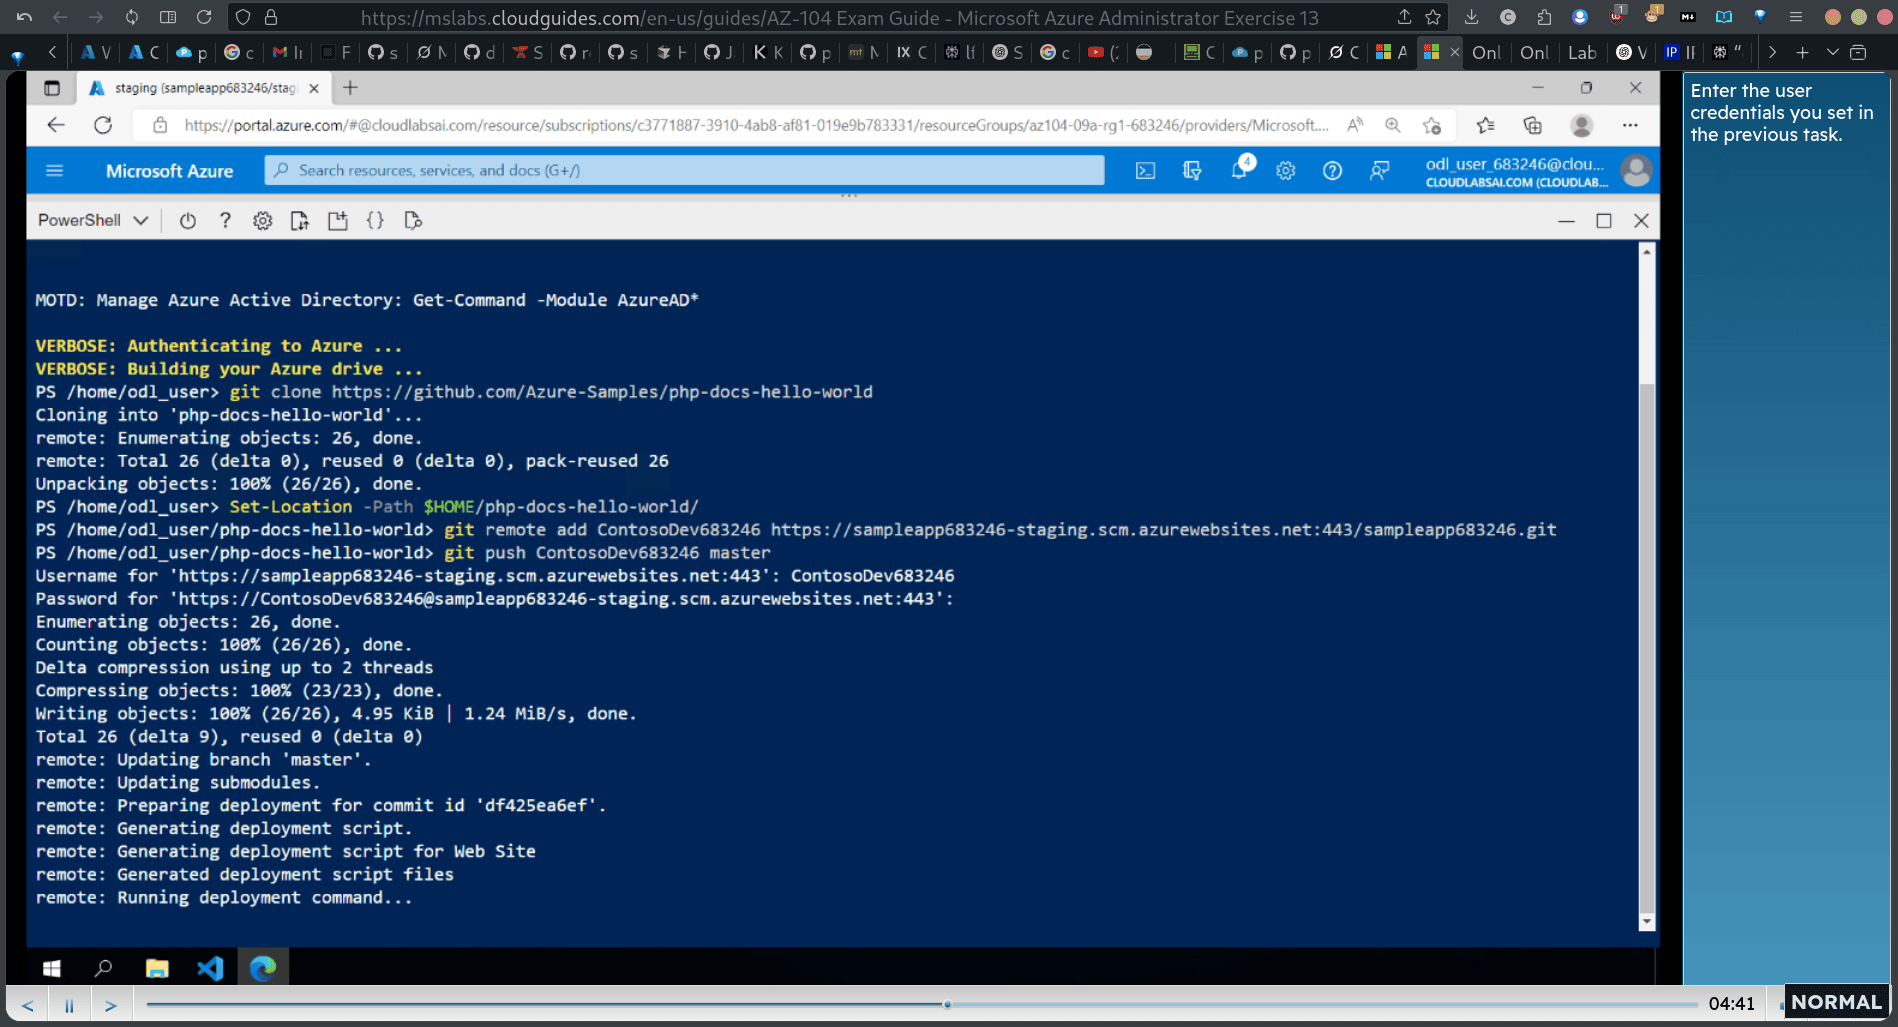 https://mslabs.cloudguides.com/en-us/guides/AZ-104 Exam Guide - Microsoft Azure Administrator Exercise 13
Onl
Onl
Lab
staging (sampleapp683246/stag
https://portal.azure.com/#@cloudlabsai.com/resource/subscriptions/c3771887-3910-4ab8-af81-019e9b783331/resourceGroups/az104-09a-rg1-683246/providers/Microsoft....
Microsoft Azure
Search resources, services, and docs (G+/)
4
odl_user_683246@clou...
CLOUDLABSAI.COM (CLOUDLAB...
PowerShell
MOTD: Manage Azure Active Directory: Get-Command -Module AzureAD*
VERBOSE: Authenticating to Azure ...
VERBOSE: Building your Azure drive ...
PS /home/odl_user> git clone https://github.com/Azure-Samples/php-docs-hello-world
Cloning into 'php-docs-hello-world'...
remote: Enumerating objects: 26, done.
remote: Total 26 (delta 0), reused 0 (delta 0), pack-reused 26
Unpacking objects: 100% (26/26), done.
PS /home/odl_user> Set-Location -Path $HOME/php-docs-hello-world/
PS /home/odl_user/php-docs-hello-world> git remote add ContosoDev683246 https://sampleapp683246-staging.scm.azurewebsites.net:443/sampleapp683246.git
PS /home/odl_user/php-docs-hello-world> git push ContosoDev683246 master
Username for 'https://sampleapp683246-staging.scm.azurewebsites.net:443': ContosoDev683246
Password for 'https://ContosoDev683246@sampleapp683246-staging.scm.azurewebsites.net:443':
Enumerating objects: 26, done.
Counting objects: 100% (26/26), done.
Delta compression using up to 2 threads
Compressing objects: 100% (23/23), done.
Writing objects: 100% (26/26), 4.95 KiB | 1.24 MiB/s, done.
Total 26 (delta 9), reused 0 (delta 0)
remote: Updating branch 'master'.
remote: Updating submodules.
remote: Preparing deployment for commit id 'df425ea6ef'.
remote: Generating deployment script.
remote: Generating deployment script for Web Site
remote: Generated deployment script files
remote: Running deployment command...
Enter the user
credentials you set in
the previous task.
04:41
NORMAL